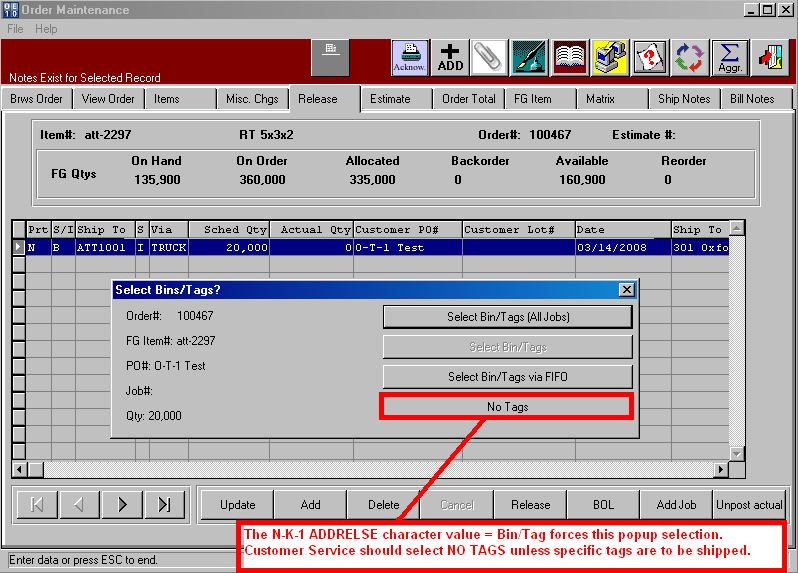 OE
10
Order Maintenance
File Help
Acknow.
ADD
Aggr.
Notes Exist for Selected Record
Brws Order View Order Items Misc. Chgs Release Estimate Order Total FG Item Matrix Ship Notes Bill Notes
Item#: att-2297 RT 5x3x2 Order#: 100467 Estimate #:
On Hand On Order Allocated Backorder Available Reorder
FG Qtys
135,900 360,000 335,000 0 160,900 0
Prt S/I Ship To S Via Sched Qty Actual Qty Customer PO# Customer Lot# Date Ship To
N B ATT1001 I TRUCK 20,000 0 O-T-1 Test 03/14/2008 301 Oxfo
Select Bins/Tags?
Order#: 100467
FG Item#: att-2297
PO#: O-T-1 Test
Job#:
Qty: 20,000
Select Bin/Tags (All Jobs)
Select Bin/Tags
Select Bin/Tags via FIFO
No Tags
Update Add Delete Cancel Release BOL Add Job Unpost actual
The N-K-1 ADDRELSE character value = Bin/Tag forces this popup selection.
Customer Service should select NO TAGS unless specific tags are to be shipped.
Enter data or press ESC to end.